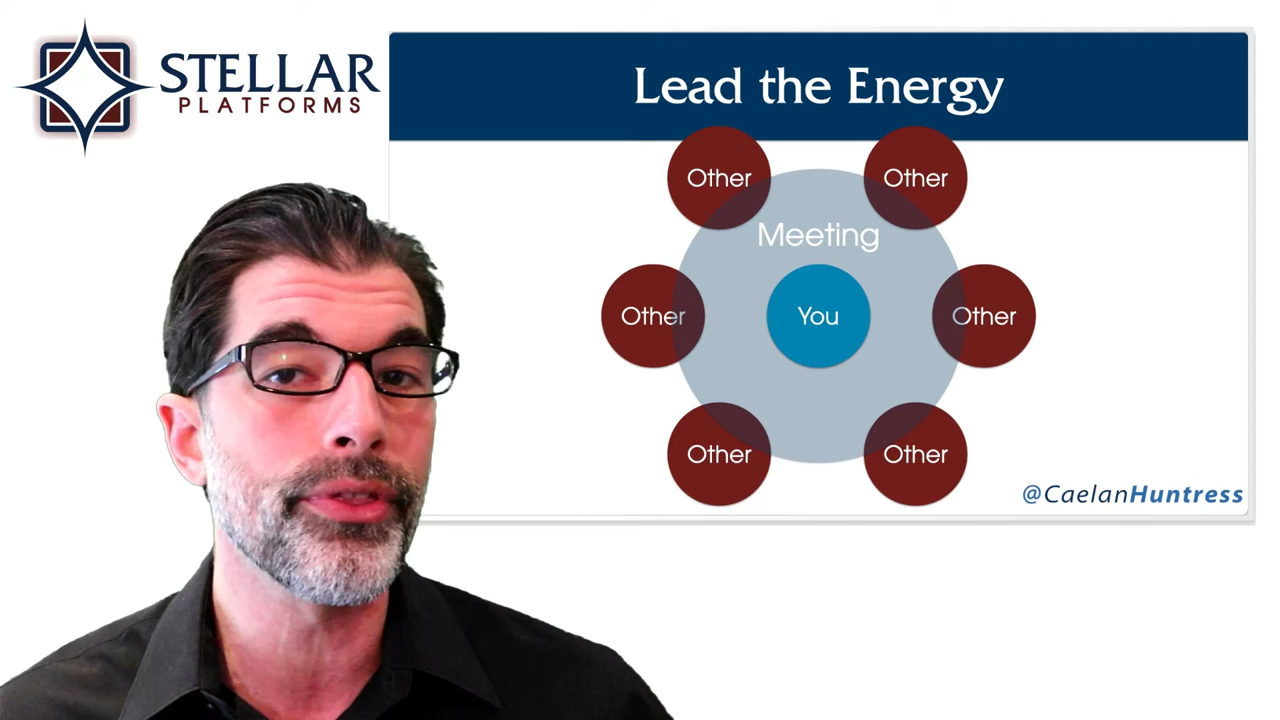 STELLAR
PLATFORMS
Lead the Energy
Other
Other
Meeting
Other
You
Other
Other
Other
@CaelanHuntress